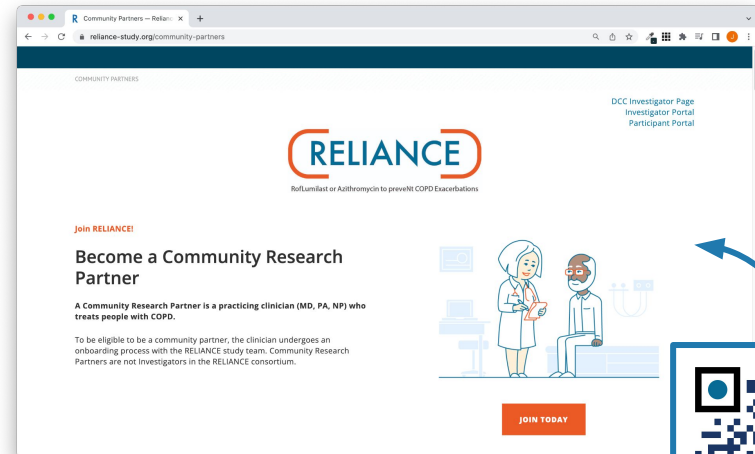 Community Partners — Relian
reliance-study.org/community-partners
J
COMMUNITY PARTNERS
DCC Investigator Page
Investigator Portal
Participant Portal
RELIANCE
RofLumilast or Azithromycin to preveNt COPD Exacerbations
Join RELIANCE!
Become a Community Research
Partner
A Community Research Partner is a practicing clinician (MD, PA, NP) who
treats people with COPD.
To be eligible to be a community partner, the clinician undergoes an
onboarding process with the RELIANCE study team. Community Research
Partners are not Investigators in the RELIANCE consortium.
JOIN TODAY